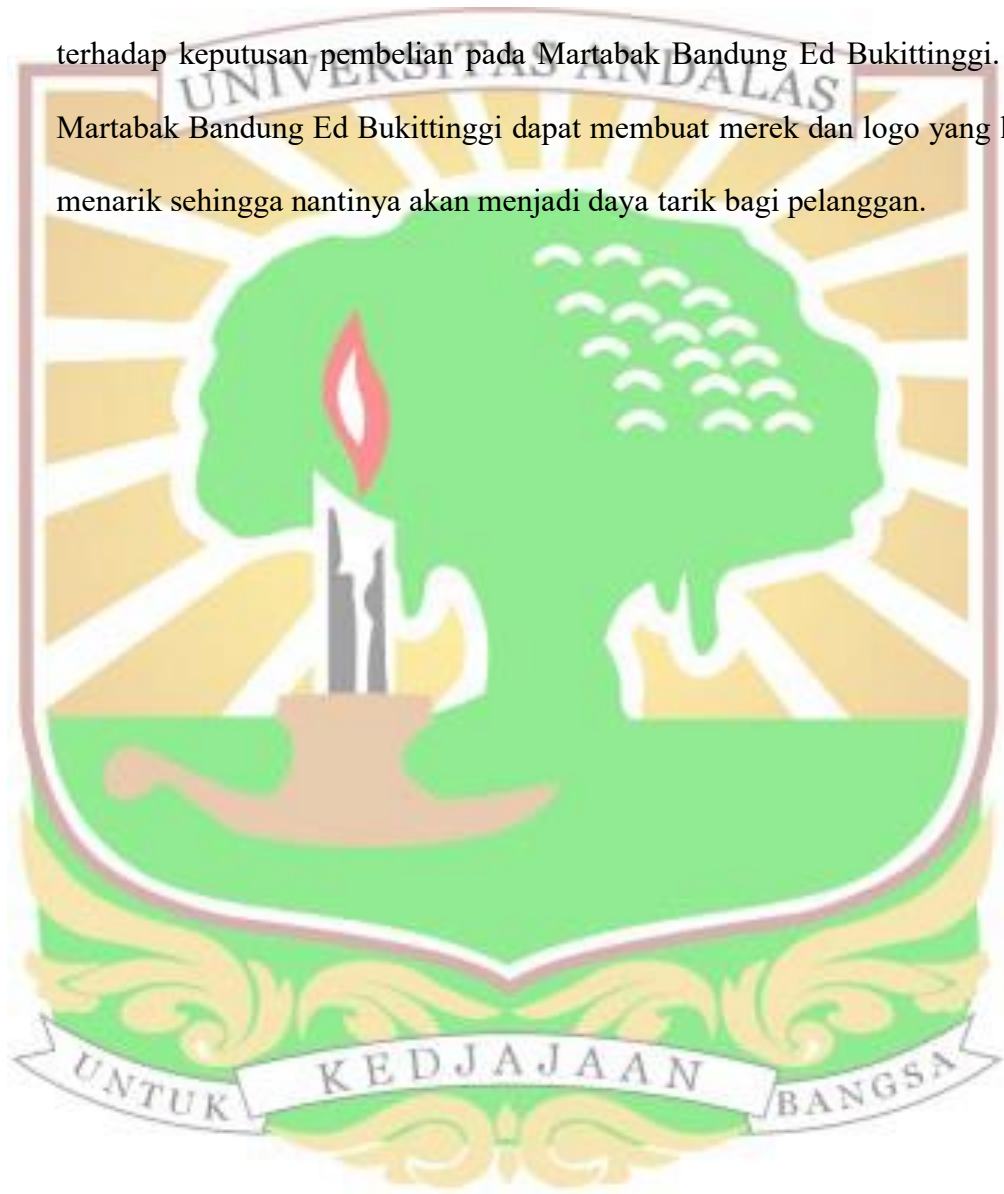 terhadap keputusan pembelian pada Martabak Bandung Ed Bukittinggi.
UNIVERSITAS ANDALAS
Martabak Bandung Ed Bukittinggi dapat membuat merek dan logo yang
menarik sehingga nantinya akan menjadi daya tarik bagi pelanggan.
UNTUK KEDJAJAAN BANGSA